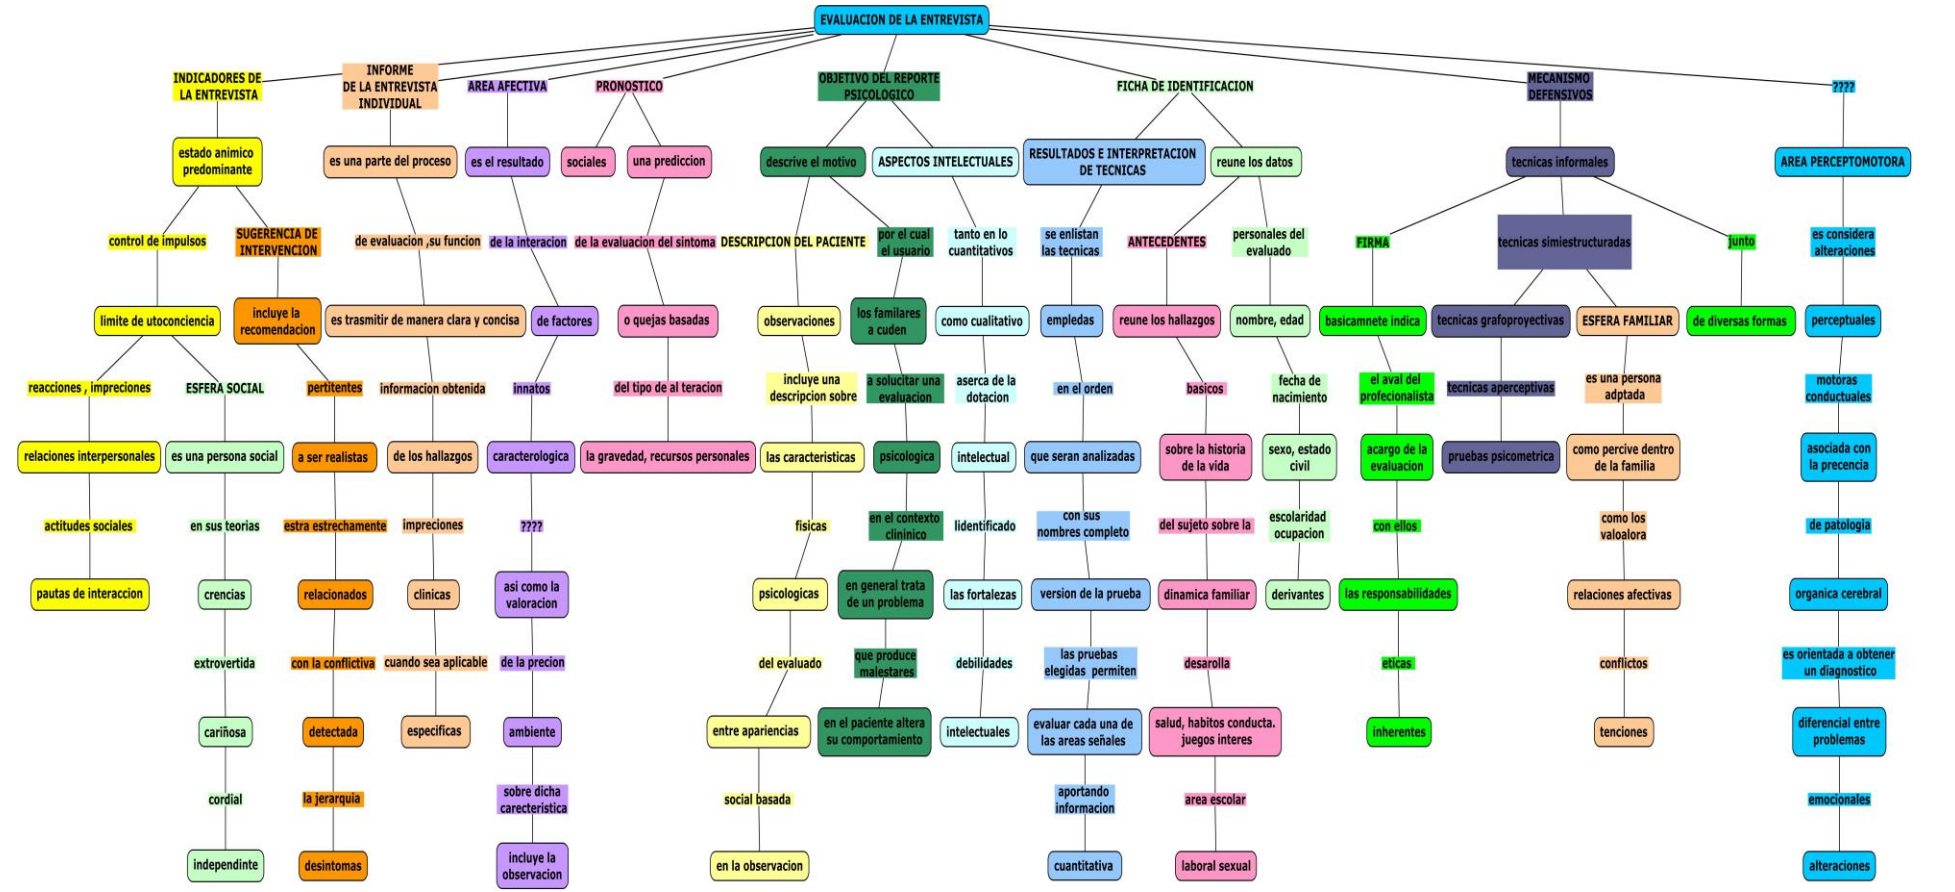 EVALUACION DE LA ENTREVISTA
INDICADORES DE
LA ENTREVISTA
INFORME
DE LA ENTREVISTA
INDIVIDUAL
AREA AFECTIVA
PRONOSTICO
OBJETIVO DEL REPORTE
PSICOLOGICO
FICHA DE IDENTIFICACION
MECANISMO
DEFENSIVOS
????
estado animico
predominante
es una parte del proceso
es el resultado
sociales
una prediccion
descrive el motivo
ASPECTOS INTELECTUALES
RESULTADOS E INTERPRETACION
DE TECNICAS
reune los datos
tecnicas informales
AREA PERCEPTOMOTORA
control de impulsos
SUGERENCIA DE
INTERVENCION
de evaluacion ,su funcion
de la interacion
de la evaluacion del sintoma
DESCRIPCION DEL PACIENTE
por el cual
el usuario
tanto en lo
cuantitativos
se enlistan
las tecnicas
ANTECEDENTES
personales del
evaluado
FIRMA
tecnicas simiestructuradas
junto
es considera
alteraciones
limite de utoconciencia
incluye la
recomendacion
es trasmitir de manera clara y concisa
de factores
o quejas basadas
observaciones
los familares
a cuden
como cualitativo
empledas
reune los hallazgos
nombre, edad
basicamnete indica
tecnicas grafoproyectivas
ESFERA FAMILIAR
de diversas formas
perceptuales
reacciones , impreciones
ESFERA SOCIAL
pertitentes
informacion obtenida
innatos
del tipo de al teracion
incluye una
descripcion sobre
a solucitar una
evaluacion
aserca de la
dotacion
en el orden
basicos
fecha de
nacimiento
el aval del
profecionalista
tecnicas aperceptivas
es una persona
adptada
motoras
conductuales
relaciones interpersonales
es una persona social
a ser realistas
de los hallazgos
caracterologica
la gravedad, recursos personales
las caracteristicas
psicologica
intelectual
que seran analizadas
sobre la historia
de la vida
sexo, estado
civil
acargo de la
evaluacion
pruebas psicometrica
como percive dentro
de la familia
asociada con
la precencia
actitudes sociales
en sus teorias
estra estrechamente
impreciones
????
fisicas
en el contexto
clininico
lidentificado
con sus
nombres completo
del sujeto sobre la
escolaridad
ocupacion
con ellos
como los
valoalora
de patologia
pautas de interaccion
crencias
relacionados
clinicas
asi como la
valoracion
psicologicas
en general trata
de un problema
las fortalezas
version de la prueba
dinamica familiar
derivantes
las responsabilidades
relaciones afectivas
organica cerebral
extrovertida
con la conflictiva
cuando sea aplicable
de la precion
del evaluado
que produce
malestares
debilidades
las pruebas
elegidas permiten
desarolla
eticas
conflictos
es orientada a obtener
un diagnostico
cariñosa
detectada
especificas
ambiente
entre apariencias
en el paciente altera
su comportamiento
intelectuales
evaluar cada una de
las areas señales
salud, habitos conducta.
juegos interes
inherentes
tenciones
diferencial entre
problemas
cordial
la jerarquia
sobre dicha
carecteristica
social basada
aportando
informacion
area escolar
emocionales
independinte
desintomas
incluye la
observacion
en la observacion
cuantitativa
laboral sexual
alteraciones